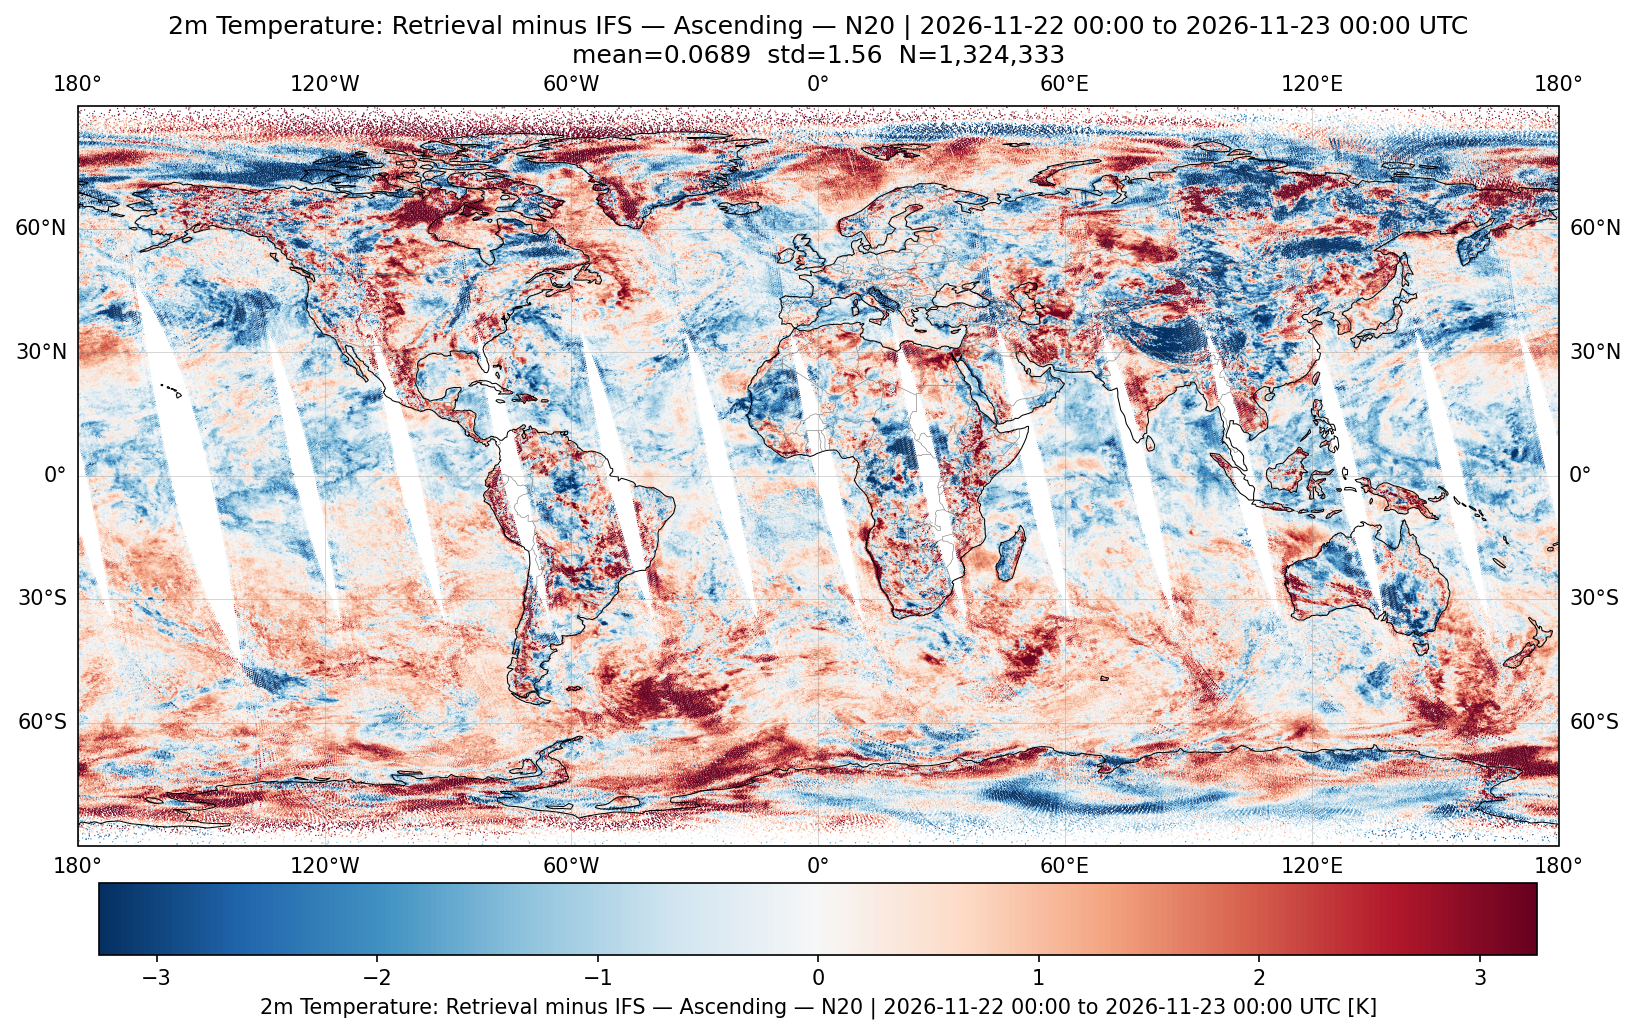 2m Temperature: Retrieval minus IFS — Ascending — N20 | 2026-11-22 00:00 to 2026-11-23 00:00 UTC
mean=0.0689  std=1.56  N=1,324,333
180° 120°W 60°W 0° 60°E 120°E 180°
60°N 60°N
30°N 30°N
0° 0°
30°S 30°S
60°S 60°S
180° 120°W 60°W 0° 60°E 120°E 180°
−3 −2 −1 0 1 2 3
2m Temperature: Retrieval minus IFS — Ascending — N20 | 2026-11-22 00:00 to 2026-11-23 00:00 UTC [K]